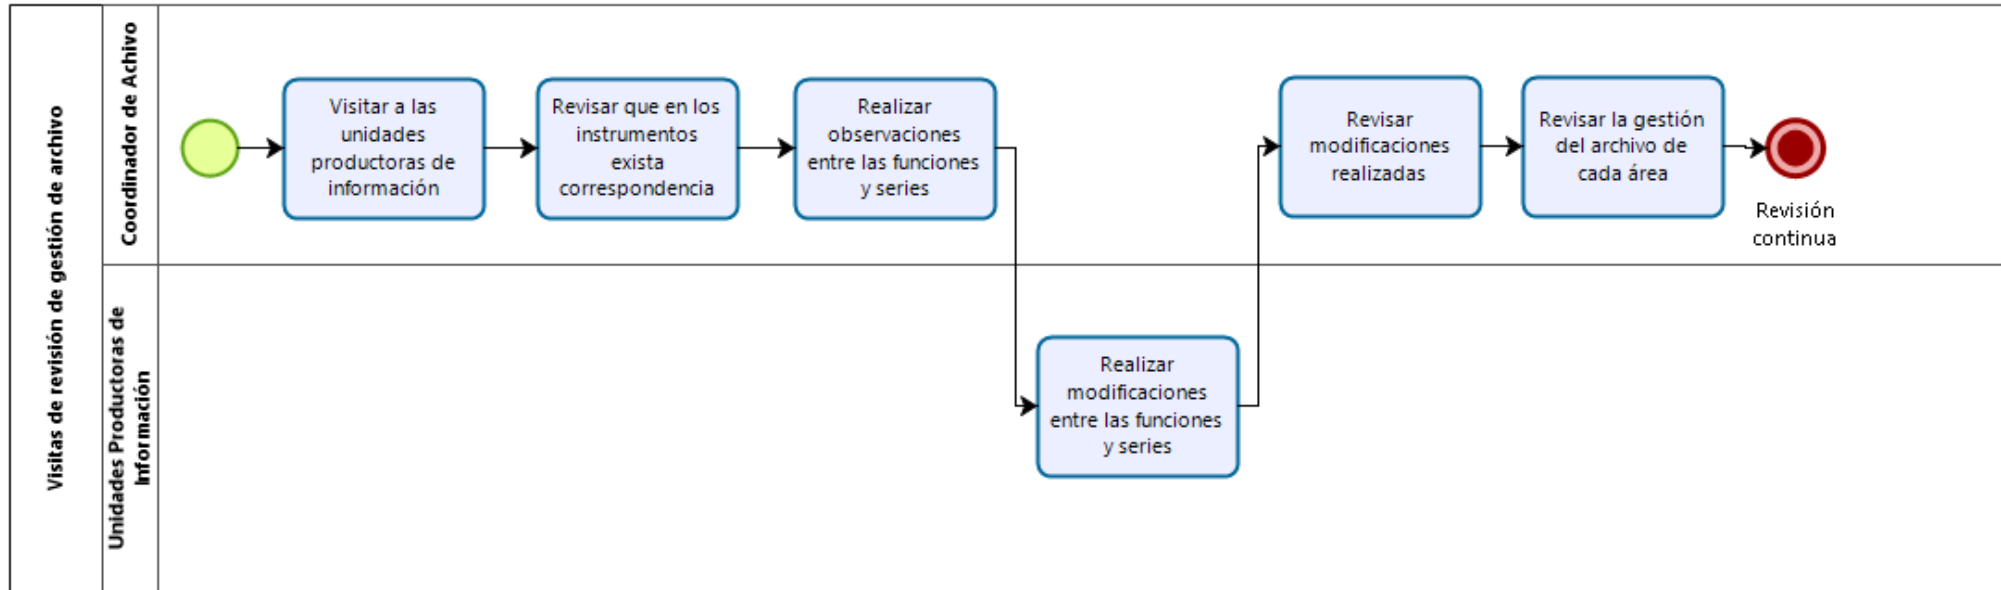 Visitas de revisión de gestión de archivo
Coordinador de Achivo
Visitar a las
unidades
productoras de
información
Revisar que en los
instrumentos
exista
correspondencia
Realizar
observaciones
entre las funciones
y series
Revisar
modificaciones
realizadas
Revisar la gestión
del archivo de
cada área
Revisión
continua
Unidades Productoras de
Información
Realizar
modificaciones
entre las funciones
y series